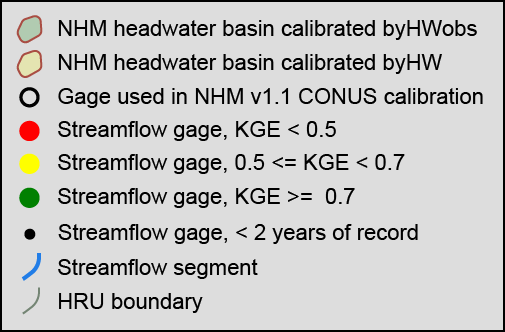 NHM headwater basin calibrated byHWobs
NHM headwater basin calibrated byHW
Gage used in NHM v1.1 CONUS calibration
Streamflow gage, KGE < 0.5
Streamflow gage, 0.5 <= KGE < 0.7
Streamflow gage, KGE >=  0.7
Streamflow gage, < 2 years of record
Streamflow segment
HRU boundary